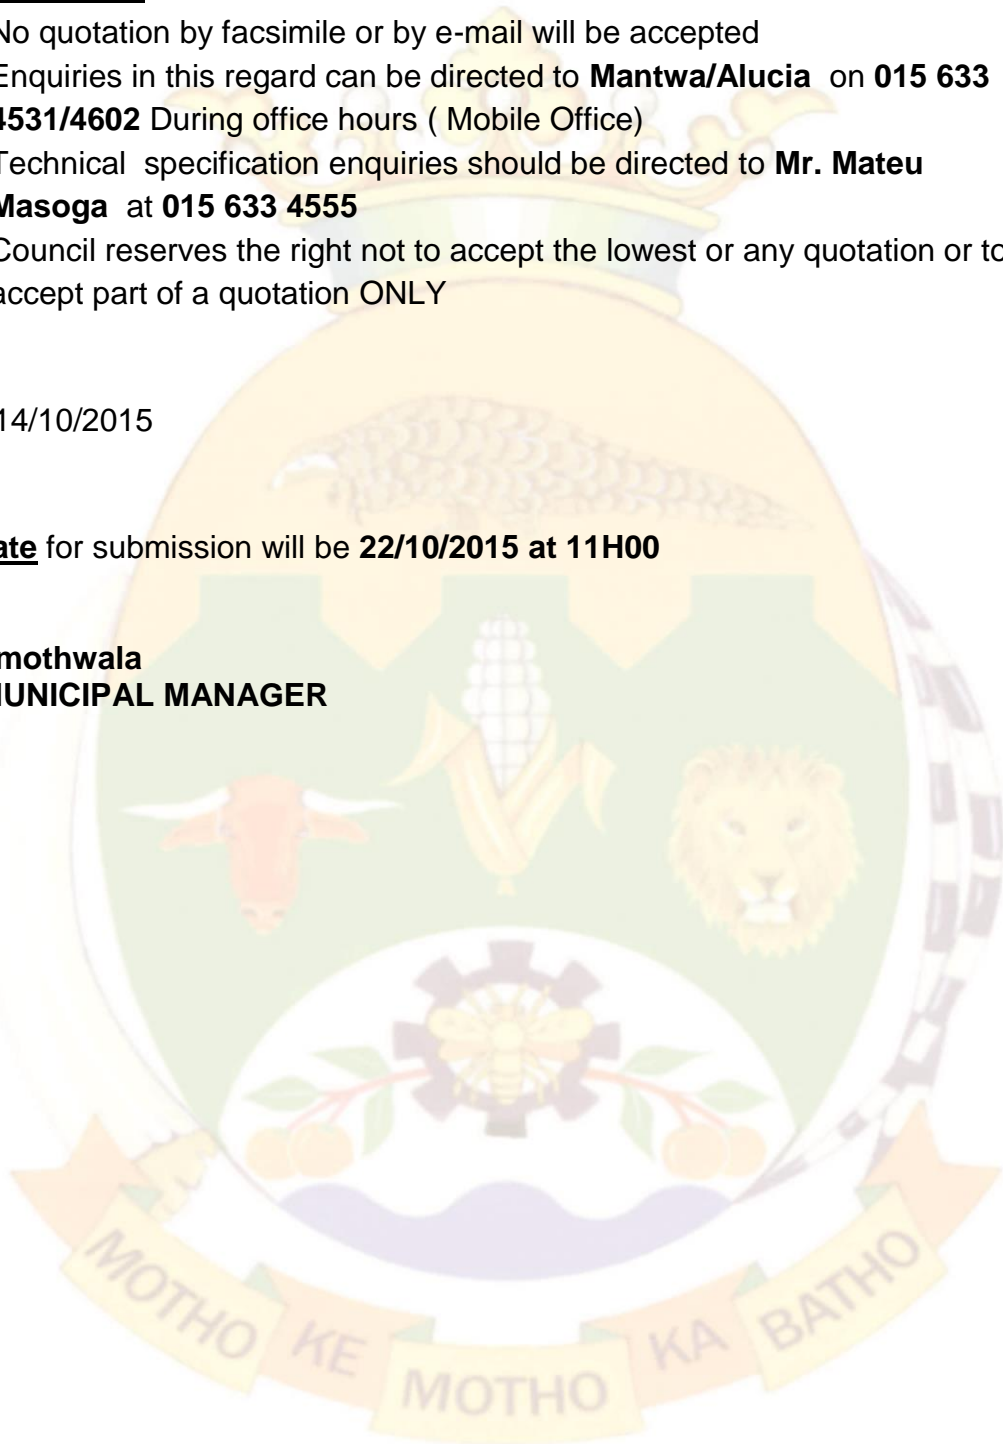 No quotation by facsimile or by e-mail will be accepted
Enquiries in this regard can be directed to Mantwa/Alucia on 015 633
4531/4602 During office hours ( Mobile Office)
Technical specification enquiries should be directed to Mr. Mateu
Masoga at 015 633 4555
Council reserves the right not to accept the lowest or any quotation or to
accept part of a quotation ONLY
14/10/2015
ate for submission will be 22/10/2015 at 11H00
mothwala
MUNICIPAL MANAGER
MOTHO KE MOTHO KA BATHO